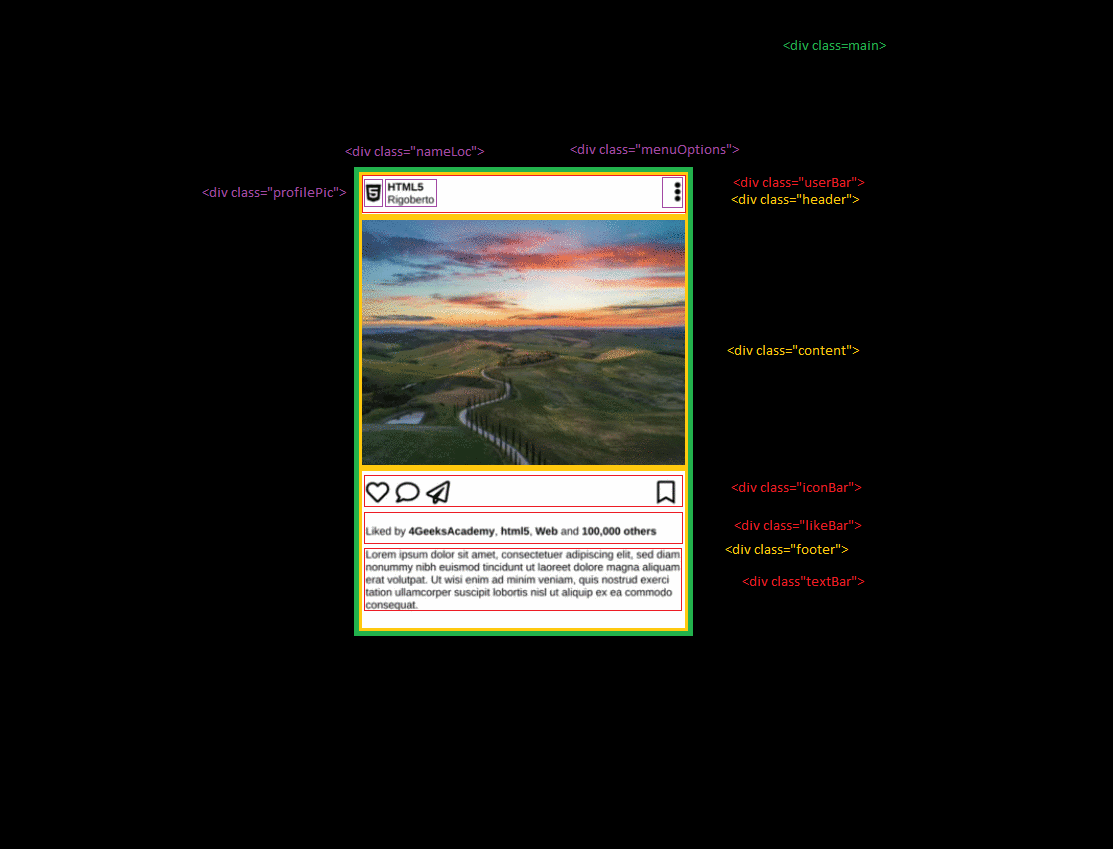 <div class=main>
<div class="nameLoc">
<div class="menuOptions">
<div class="profilePic">
HTML5
Rigoberto
<div class="userBar">
<div class="header">
<div class="content">
<div class="iconBar">
Liked by 4GeeksAcademy, html5, Web and 100,000 others
<div class="likeBar">
<div class="footer">
Lorem ipsum dolor sit amet, consectetuer adipiscing elit, sed diam
nonummy nibh euismod tincidunt ut laoreet dolore magna aliquam
erat volutpat. Ut wisi enim ad minim veniam, quis nostrud exerci
tation ullamcorper suscipit lobortis nisl ut aliquip ex ea commodo
consequat.
<div class"textBar">